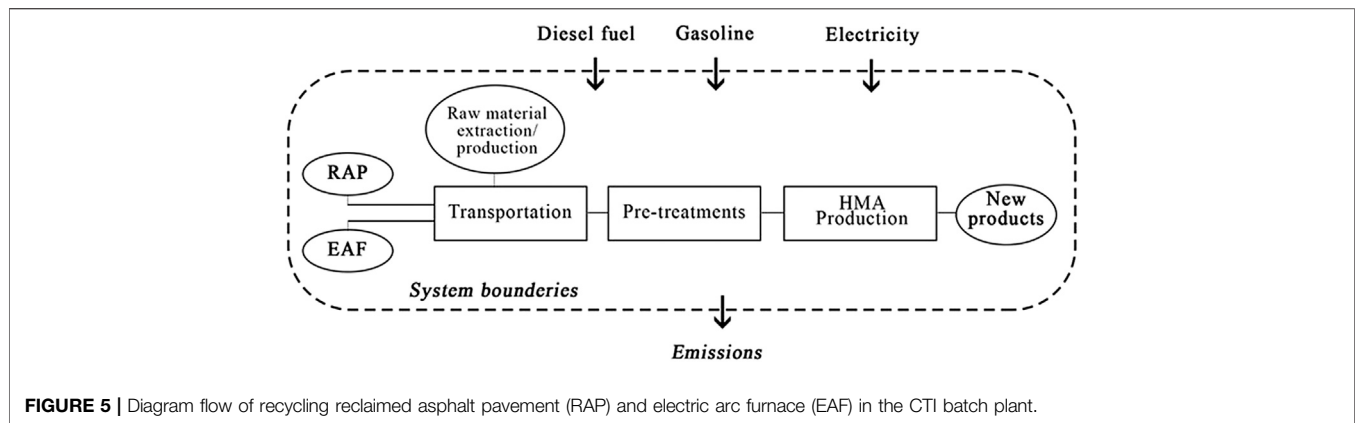 Diesel fuel Gasoline Electricity
Raw material
extraction/
production
RAP
EAF
Transportation
Pre-treatments
HMA
Production
New
products
System bounderies
Emissions
FIGURE 5 | Diagram flow of recycling reclaimed asphalt pavement (RAP) and electric arc furnace (EAF) in the CTI batch plant.